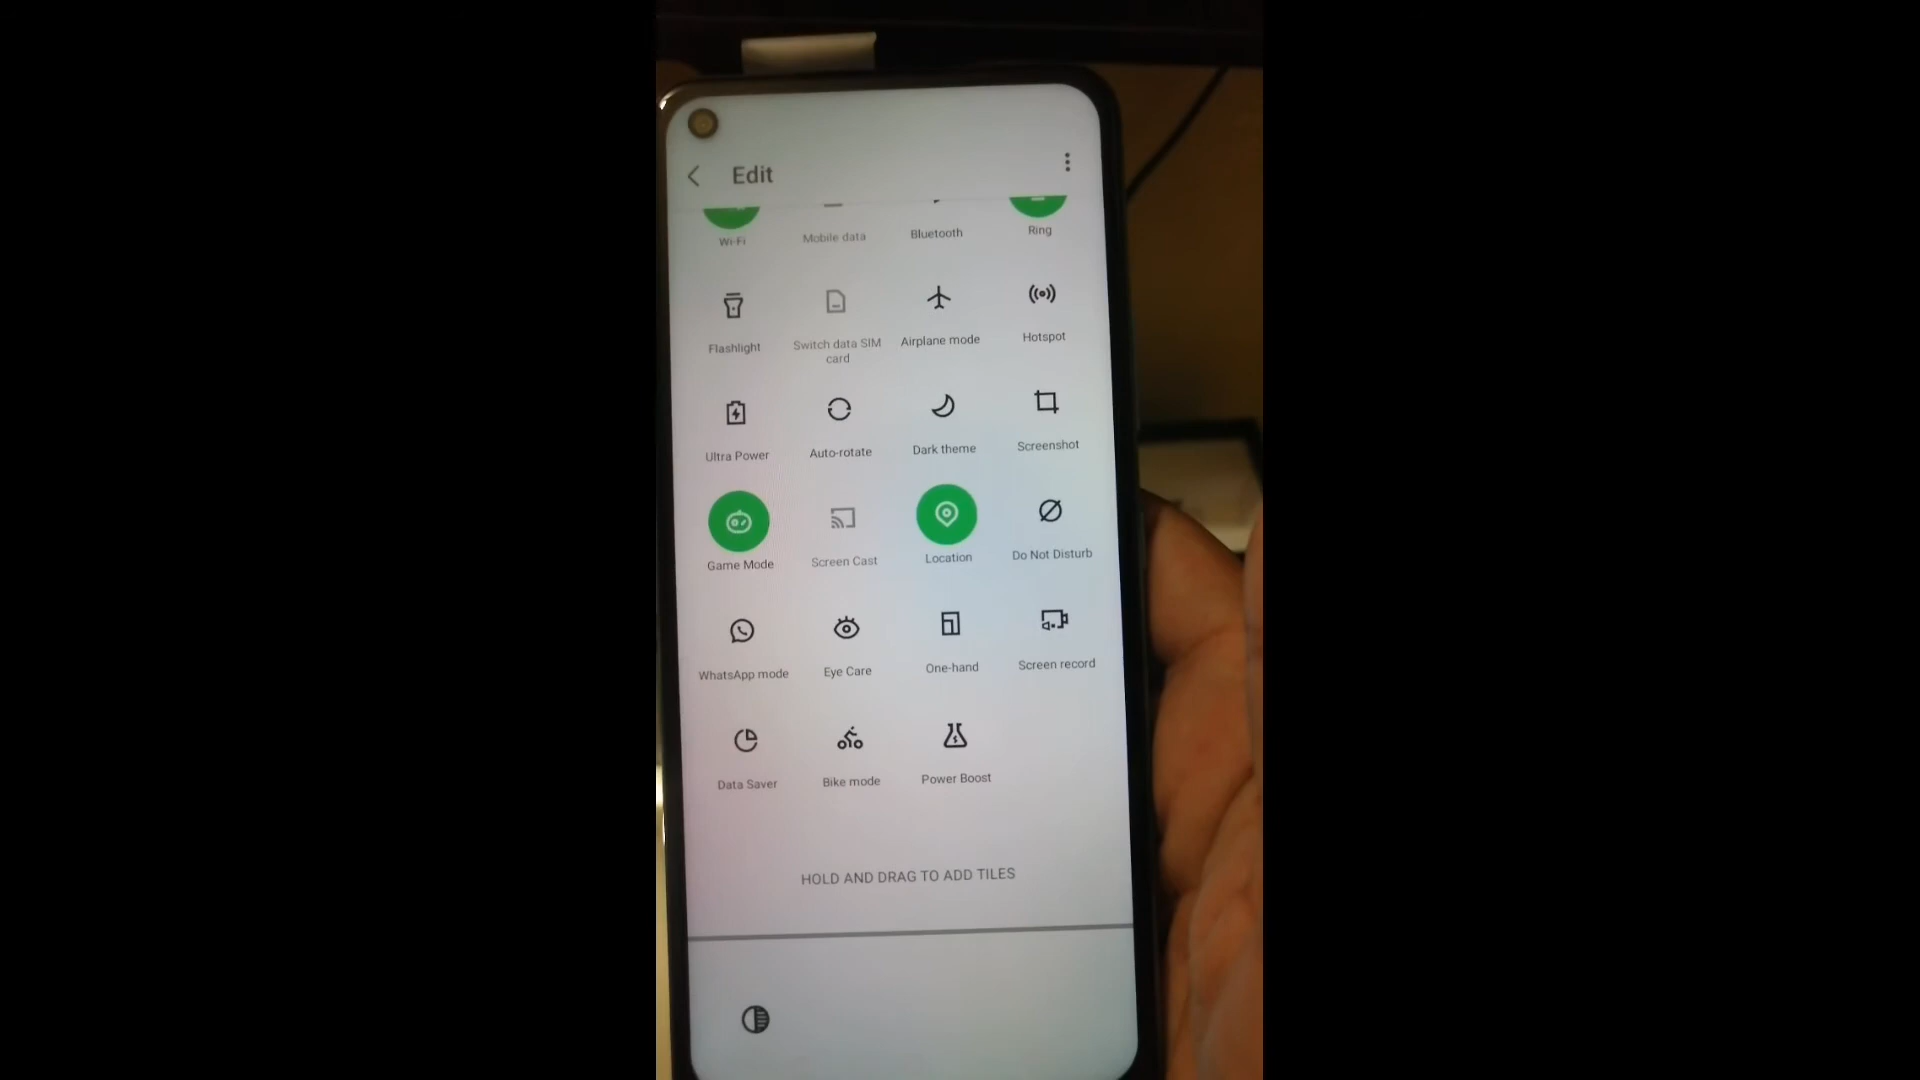 Edit
Wi-Fi
Mobile data
Bluetooth
Ring
Flashlight
Switch data SIM
card
Airplane mode
Hotspot
Ultra Power
Auto-rotate
Dark theme
Screenshot
Game Mode
Screen Cast
Location
Do Not Disturb
WhatsApp mode
Eye Care
One-hand
Screen record
Data Saver
Bike mode
Power Boost
HOLD AND DRAG TO ADD TILES